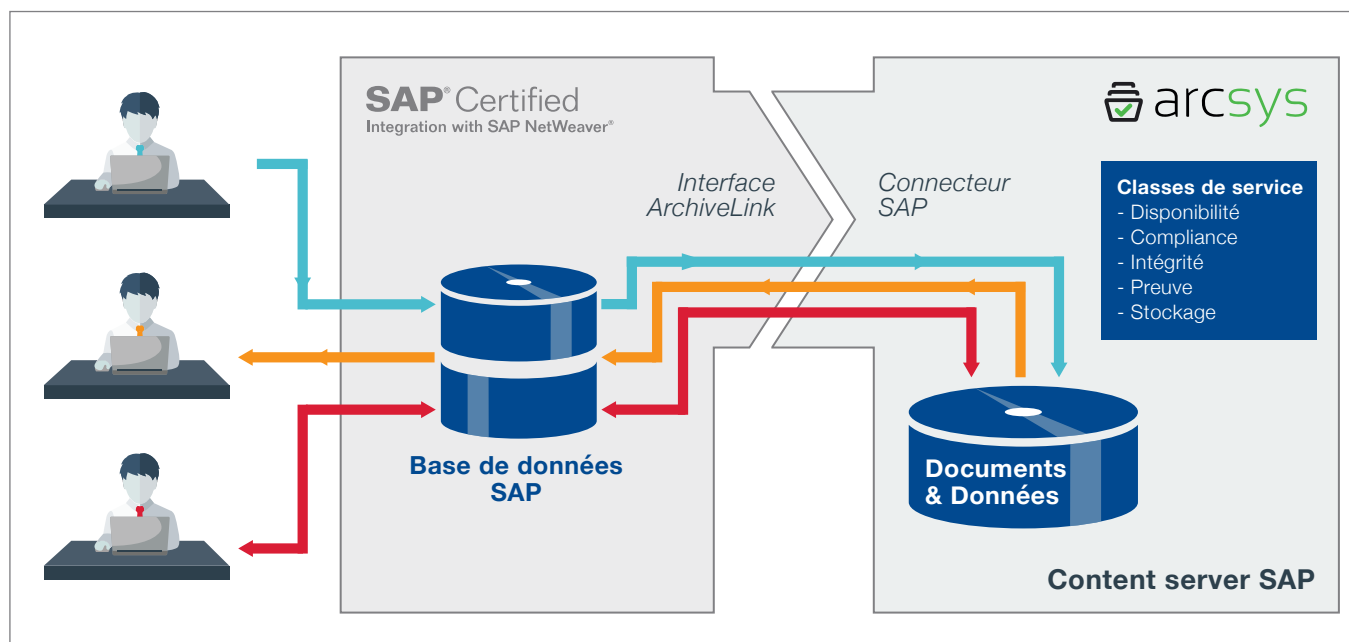 SAP® Certified
Integration with SAP NetWeaver®
arcsys
Interface
ArchiveLink
Connecteur
SAP
Classes de service
- Disponibilité
- Compliance
- Intégrité
- Preuve
- Stockage
Base de données
SAP
Documents
& Données
Content server SAP